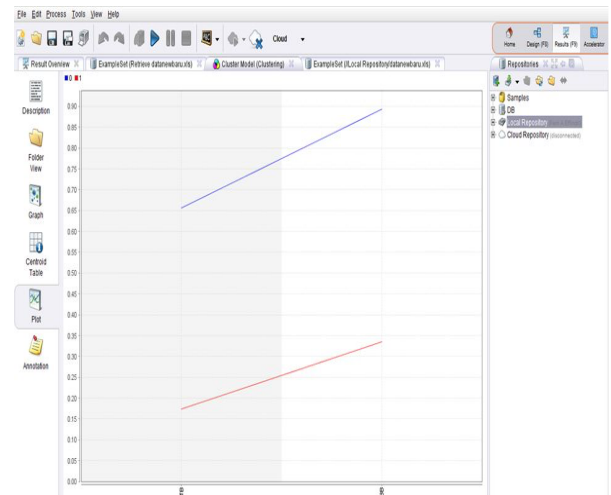 File Edit Process Tools View Help
Cloud
Home Design (F8) Results (F9) Accelerator
Result Overview ExampleSet (Retrieve datanewbaru.xls) Cluster Model (Clustering) ExampleSet (//Local Repository/datanewbaru.xls) Repositories
0 1
Description
Folder
View
Graph
Centroid
Table
Plot
Annotation
0.90
0.85
0.80
0.75
0.70
0.65
0.60
0.55
0.50
0.45
0.40
0.35
0.30
0.25
0.20
0.15
0.10
0.05
0.00
Samples
DB
Local Repository
Cloud Repository (disconnected)